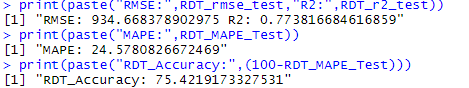 > print(paste("RMSE:",RDT_rmse_test,"R2:",RDT_r2_test))
[1] "RMSE: 934.668378902975 R2: 0.773816684616859"
> print(paste("MAPE:",RDT_MAPE_Test))
[1] "MAPE: 24.5780826672469"
> print(paste("RDT_Accuracy:",(100-RDT_MAPE_Test)))
[1] "RDT_Accuracy: 75.4219173327531"